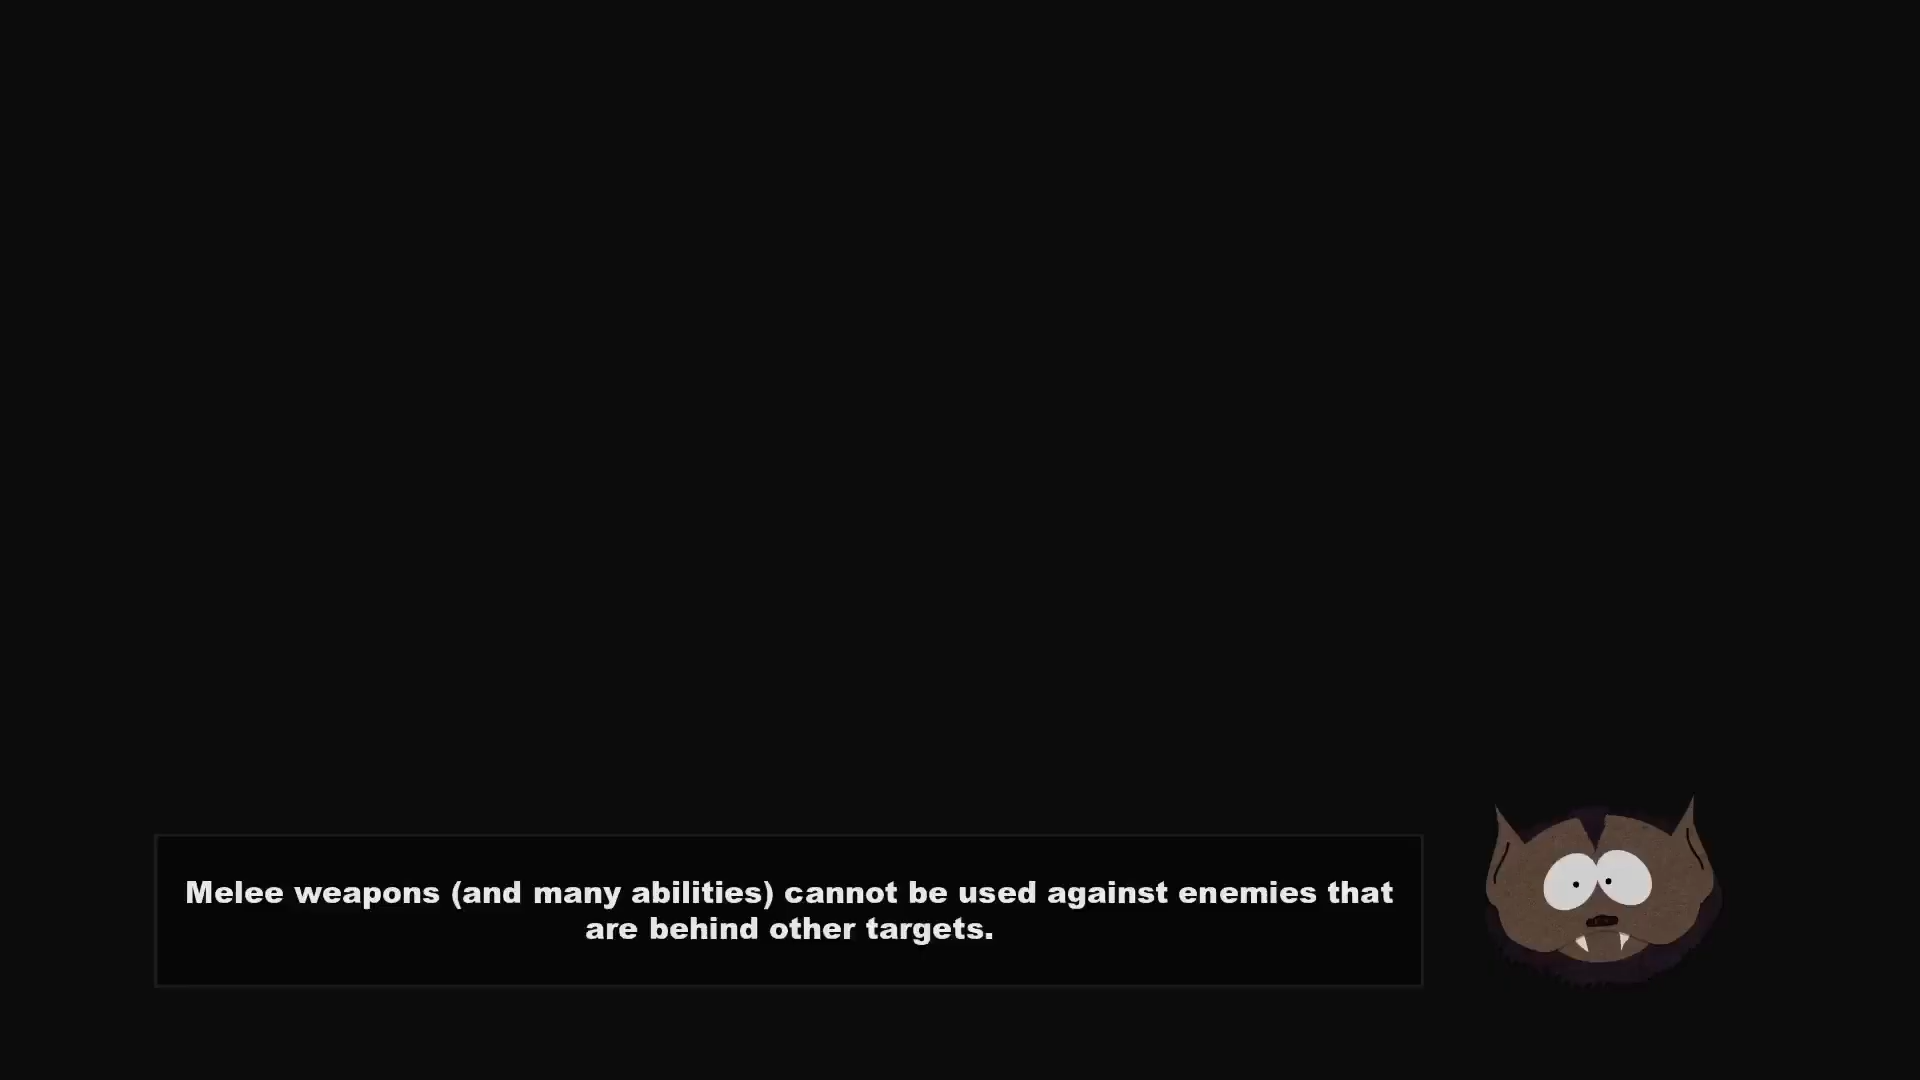 Melee weapons (and many abilities) cannot be used against enemies that
are behind other targets.